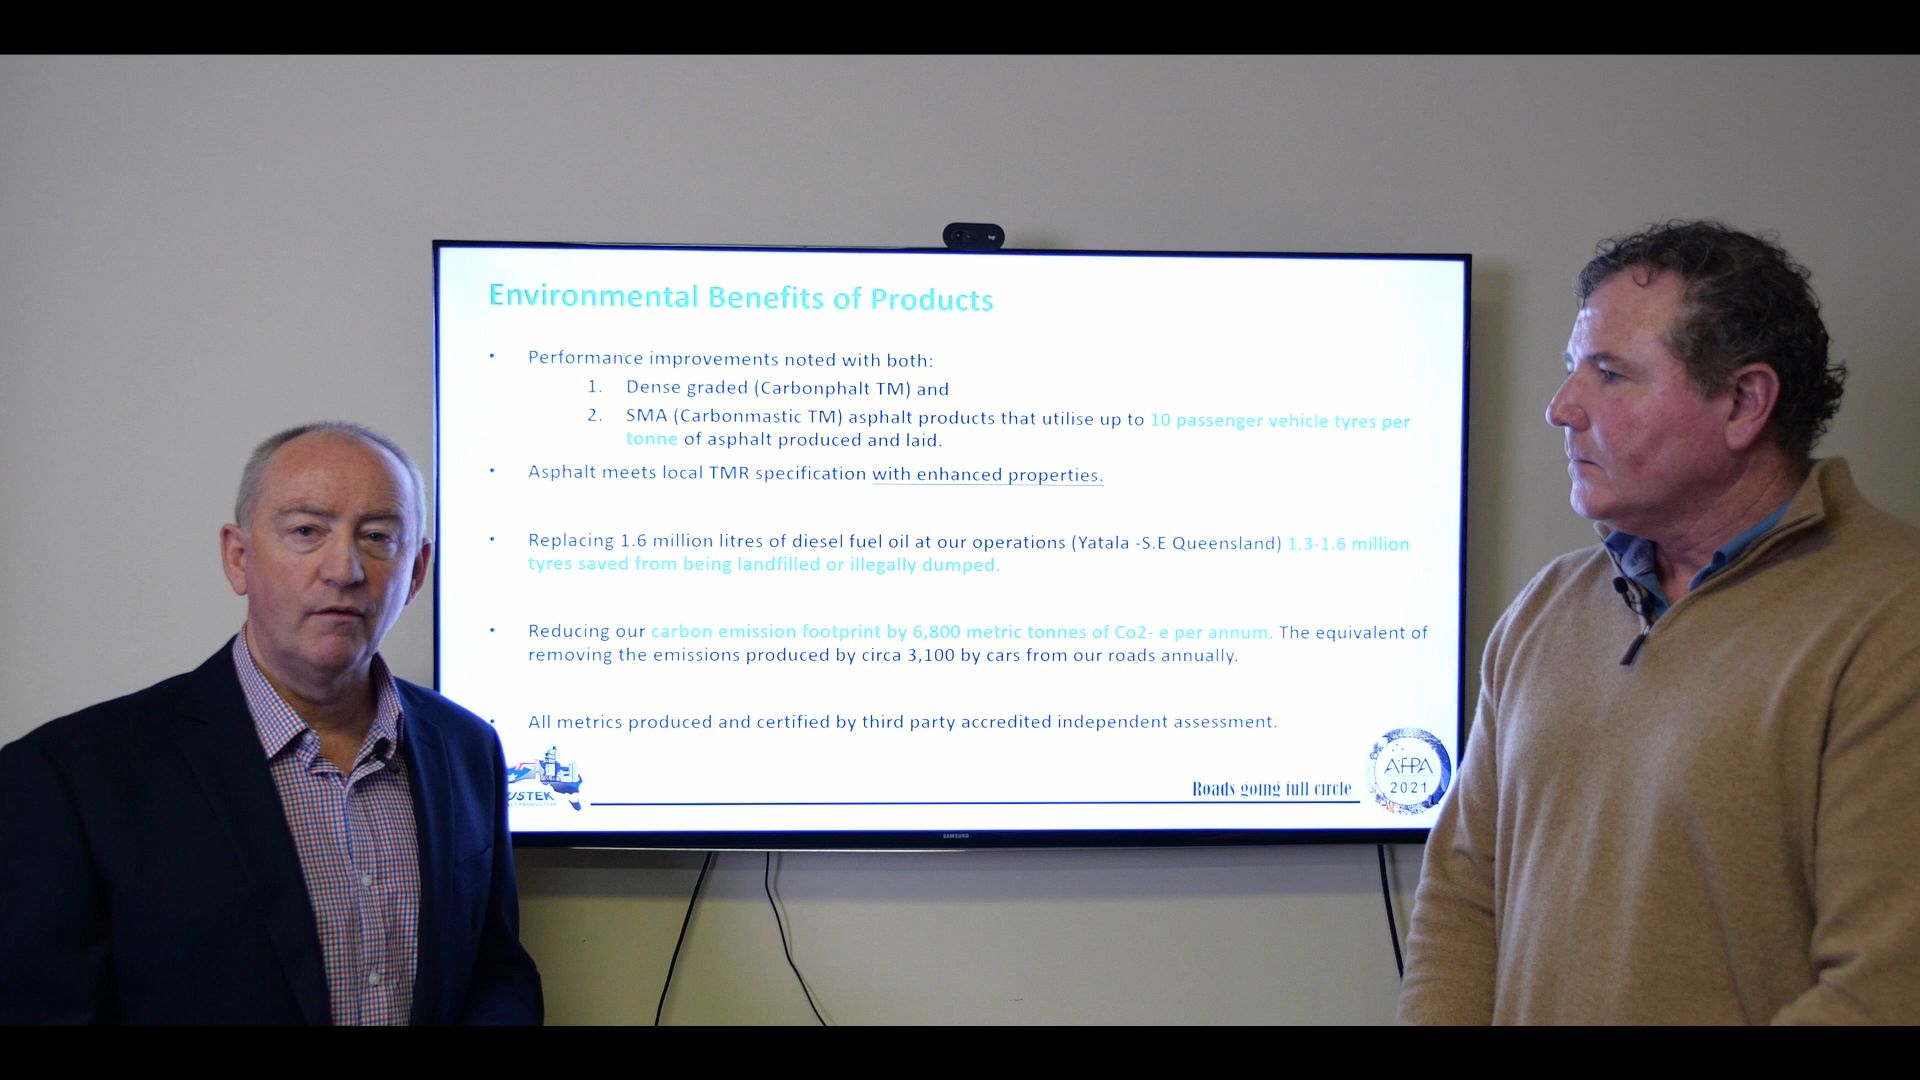 Environmental Benefits of Products
• Performance improvements noted with both:
1. Dense graded (Carbonphalt TM) and
2. SMA (Carbonmastic TM) asphalt products that utilise up to 10 passenger vehicle tyres per
tonne of asphalt produced and laid.
• Asphalt meets local TMR specification with enhanced properties.
• Replacing 1.6 million litres of diesel fuel oil at our operations (Yatala -S.E Queensland) 1.3-1.6 million
tyres saved from being landfilled or illegally dumped.
• Reducing our carbon emission footprint by 6,800 metric tonnes of Co2- e per annum. The equivalent of
removing the emissions produced by circa 3,100 by cars from our roads annually.
• All metrics produced and certified by third party accredited independent assessment.
USTEK
Roads going full circle
AfPA
2021
SAMSUNG